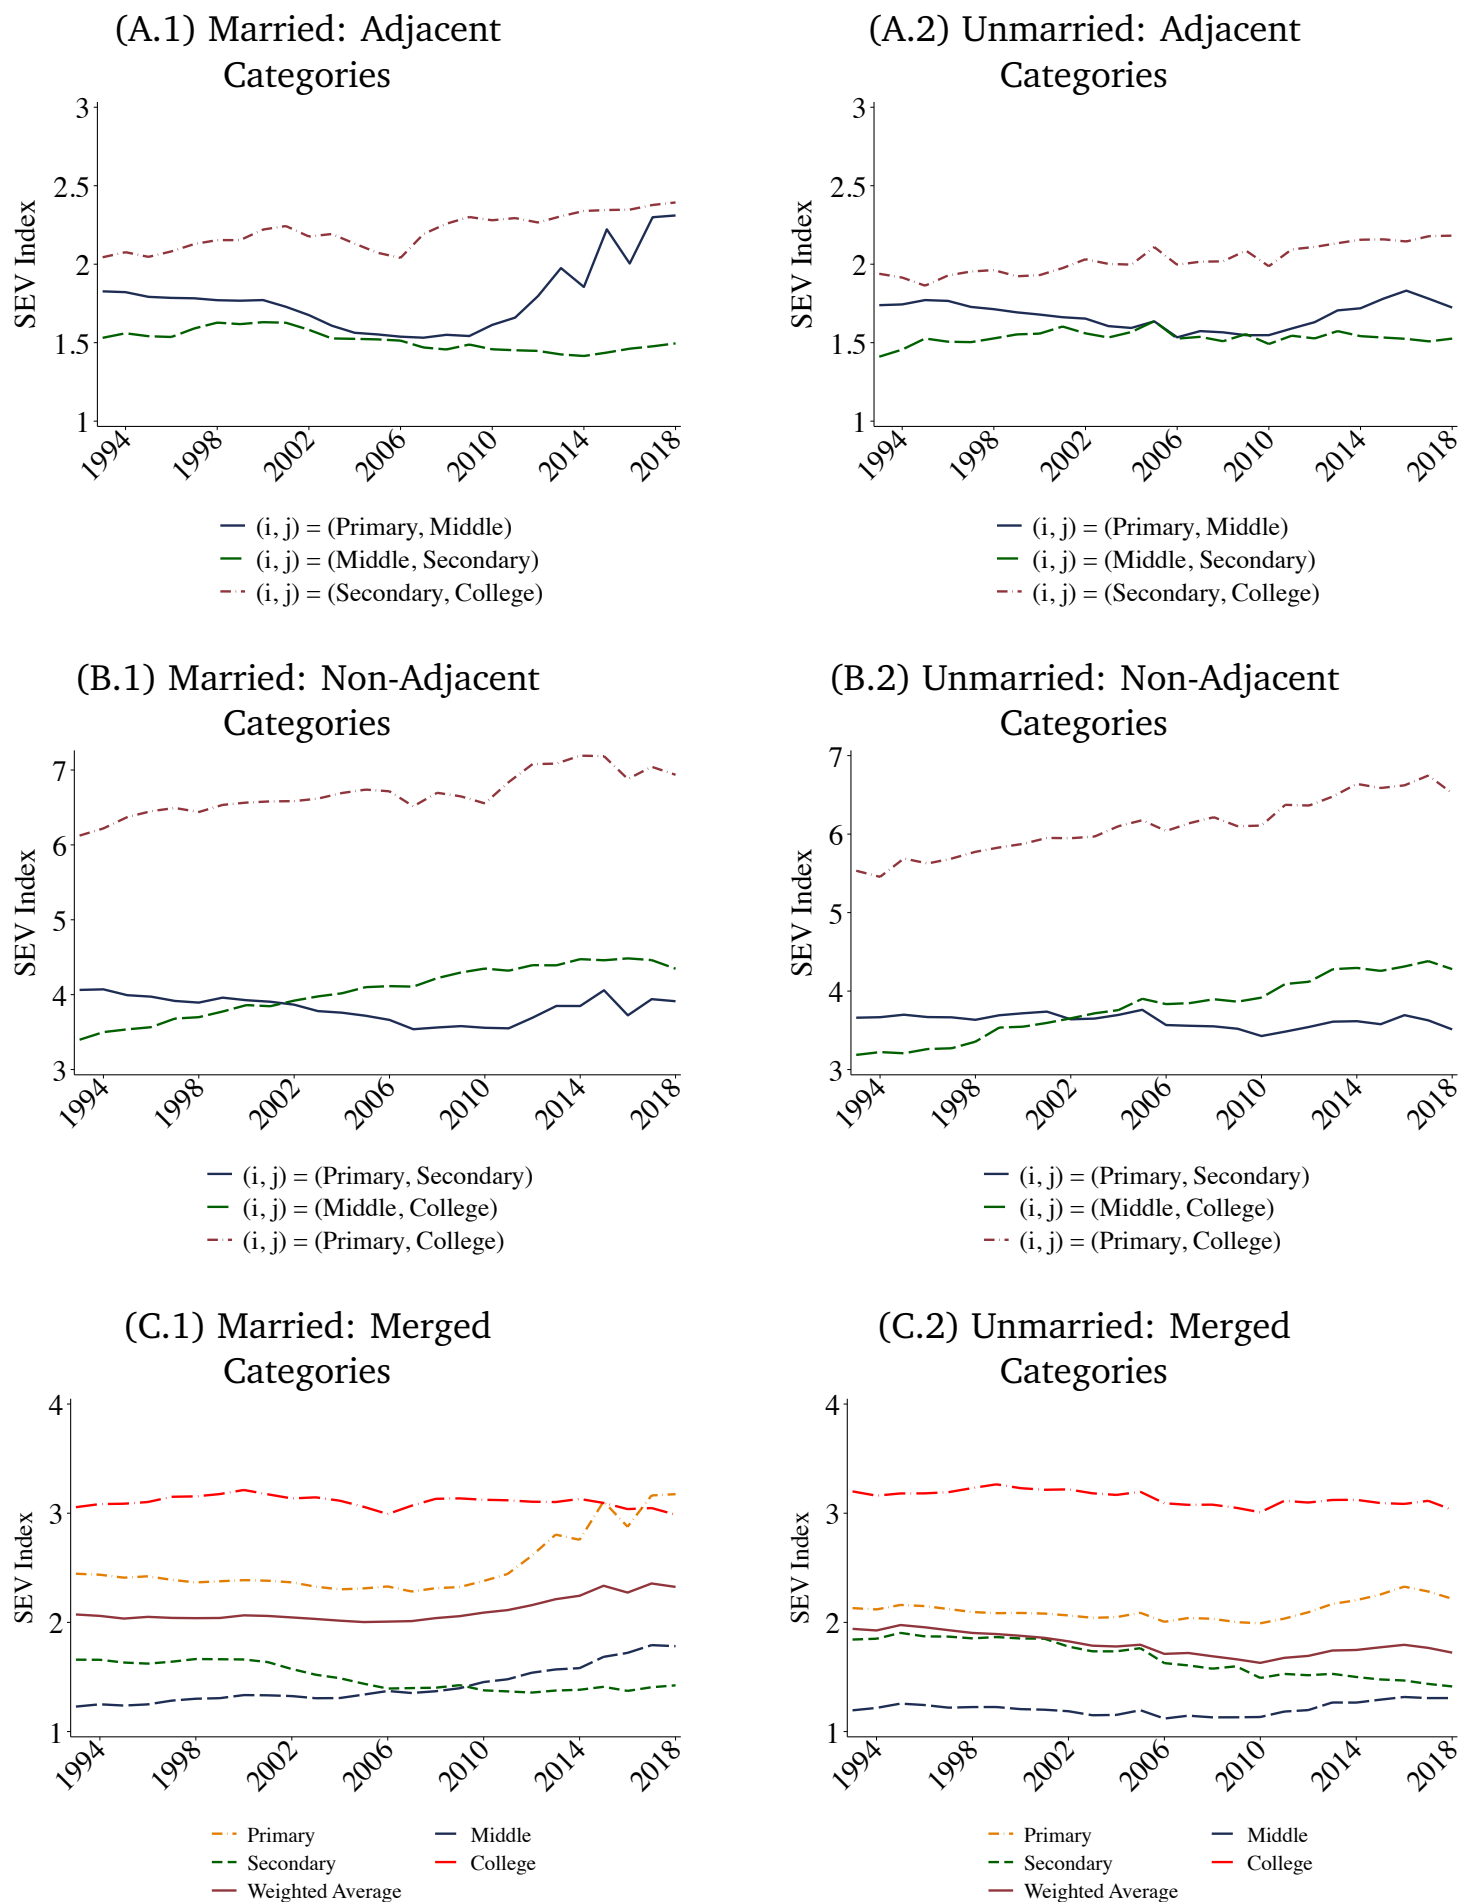 (A.1) Married: Adjacent
Categories
3
2.5
2
1.5
1
SEV Index
1994
1998
2002
2006
2010
2014
2018
(i, j) = (Primary, Middle)
(i, j) = (Middle, Secondary)
(i, j) = (Secondary, College)
(A.2) Unmarried: Adjacent
Categories
3
2.5
2
1.5
1
SEV Index
1994
1998
2002
2006
2010
2014
2018
(i, j) = (Primary, Middle)
(i, j) = (Middle, Secondary)
(i, j) = (Secondary, College)
(B.1) Married: Non-Adjacent
Categories
7
6
5
4
3
SEV Index
1994
1998
2002
2006
2010
2014
2018
(i, j) = (Primary, Secondary)
(i, j) = (Middle, College)
(i, j) = (Primary, College)
(B.2) Unmarried: Non-Adjacent
Categories
7
6
5
4
3
SEV Index
1994
1998
2002
2006
2010
2014
2018
(i, j) = (Primary, Secondary)
(i, j) = (Middle, College)
(i, j) = (Primary, College)
(C.1) Married: Merged
Categories
4
3
2
1
SEV Index
1994
1998
2002
2006
2010
2014
2018
Primary
Middle
Secondary
College
Weighted Average
(C.2) Unmarried: Merged
Categories
4
3
2
1
SEV Index
1994
1998
2002
2006
2010
2014
2018
Primary
Middle
Secondary
College
Weighted Average